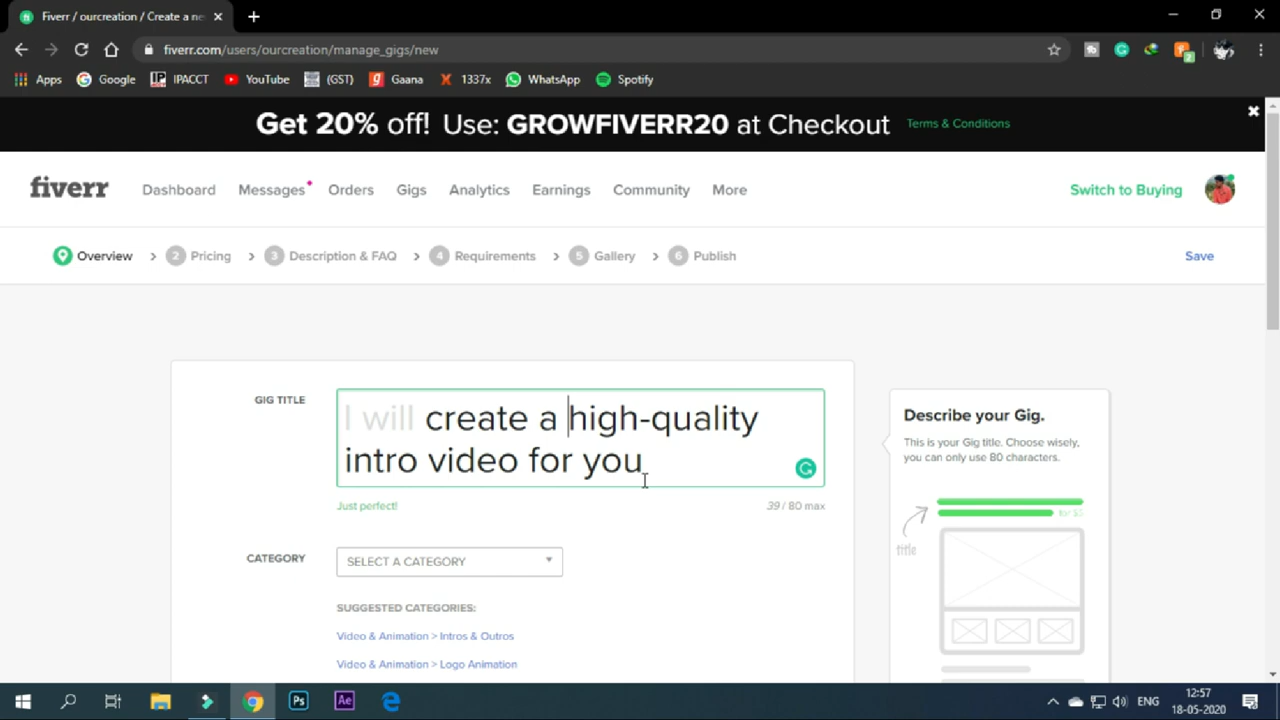 Fiverr / ourcreation / Create a ne
fiverr.com/users/ourcreation/manage_gigs/new
Apps Google IPACCT YouTube (GST) Gaana 1337x WhatsApp Spotify
Get 20% off! Use: GROWFIVERR20 at Checkout Terms & Conditions
fiverr Dashboard Messages Orders Gigs Analytics Earnings Community More Switch to Buying
Overview 2 Pricing 3 Description & FAQ 4 Requirements 5 Gallery 6 Publish Save
GIG TITLE
I will create a high-quality
intro video for you
Just perfect! 39 / 80 max
Describe your Gig.
This is your Gig title. Choose wisely,
you can only use 80 characters.
for $5
title
CATEGORY SELECT A CATEGORY
SUGGESTED CATEGORIES:
Video & Animation > Intros & Outros
Video & Animation > Logo Animation
Ps Ae ENG 12:57
18-05-2020